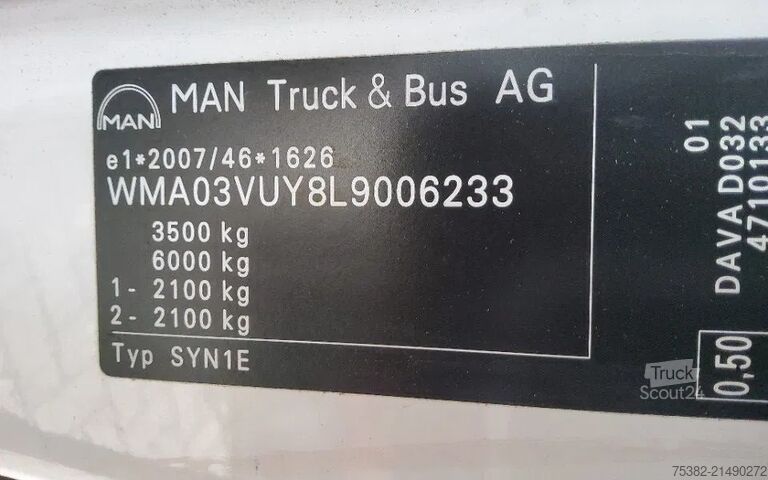 MAN
MAN Truck & Bus AG
e1*2007/46*1626
WMA03VUY8L9006233
3500 kg
6000 kg
1- 2100 kg
2- 2100 kg
Typ SYN1E
01
DAVA D032
4710133
0,50
Truck
Scout24
75382-21490272